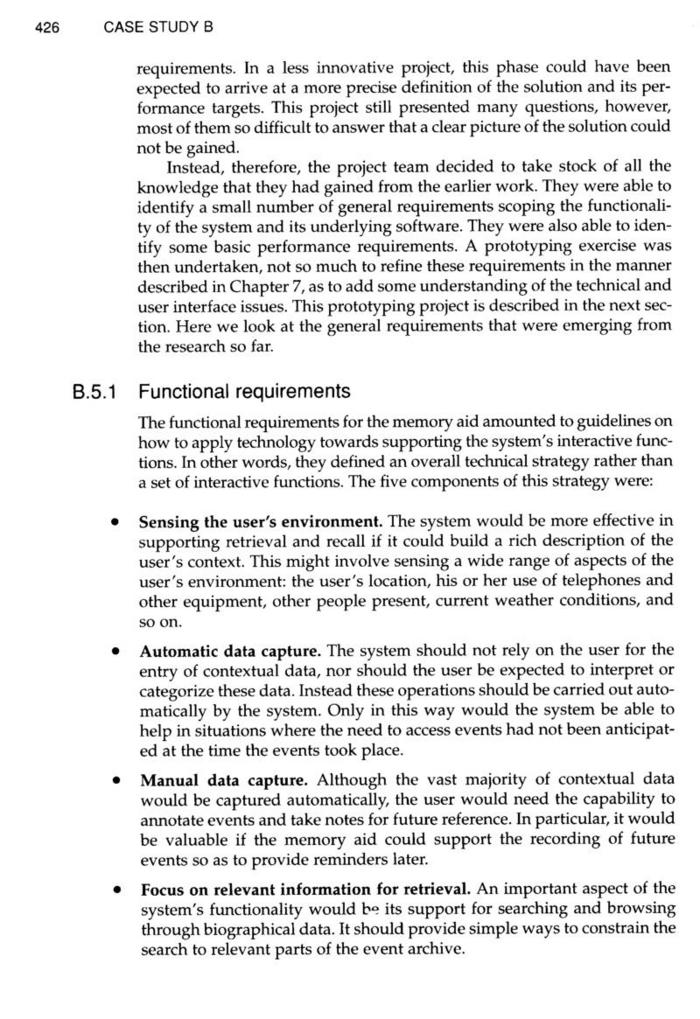 426 CASE STUDY B
requirements. In a less innovative project, this phase could have been
expected to arrive at a more precise definition of the solution and its per-
formance targets. This project still presented many questions, however,
most of them so difficult to answer that a clear picture of the solution could
not be gained.
Instead, therefore, the project team decided to take stock of all the
knowledge that they had gained from the earlier work. They were able to
identify a small number of general requirements scoping the functionali-
ty of the system and its underlying software. They were also able to iden-
tify some basic performance requirements. A prototyping exercise was
then undertaken, not so much to refine these requirements in the manner
described in Chapter 7, as to add some understanding of the technical and
user interface issues. This prototyping project is described in the next sec-
tion. Here we look at the general requirements that were emerging from
the research so far.
B.5.1 Functional requirements
The functional requirements for the memory aid amounted to guidelines on
how to apply technology towards supporting the system's interactive func-
tions. In other words, they defined an overall technical strategy rather than
a set of interactive functions. The five components of this strategy were:
• Sensing the user's environment. The system would be more effective in
supporting retrieval and recall if it could build a rich description of the
user's context. This might involve sensing a wide range of aspects of the
user's environment: the user's location, his or her use of telephones and
other equipment, other people present, current weather conditions, and
so on.
• Automatic data capture. The system should not rely on the user for the
entry of contextual data, nor should the user be expected to interpret or
categorize these data. Instead these operations should be carried out auto-
matically by the system. Only in this way would the system be able to
help in situations where the need to access events had not been anticipat-
ed at the time the events took place.
• Manual data capture. Although the vast majority of contextual data
would be captured automatically, the user would need the capability to
annotate events and take notes for future reference. In particular, it would
be valuable if the memory aid could support the recording of future
events so as to provide reminders later.
• Focus on relevant information for retrieval. An important aspect of the
system's functionality would be its support for searching and browsing
through biographical data. It should provide simple ways to constrain the
search to relevant parts of the event archive.